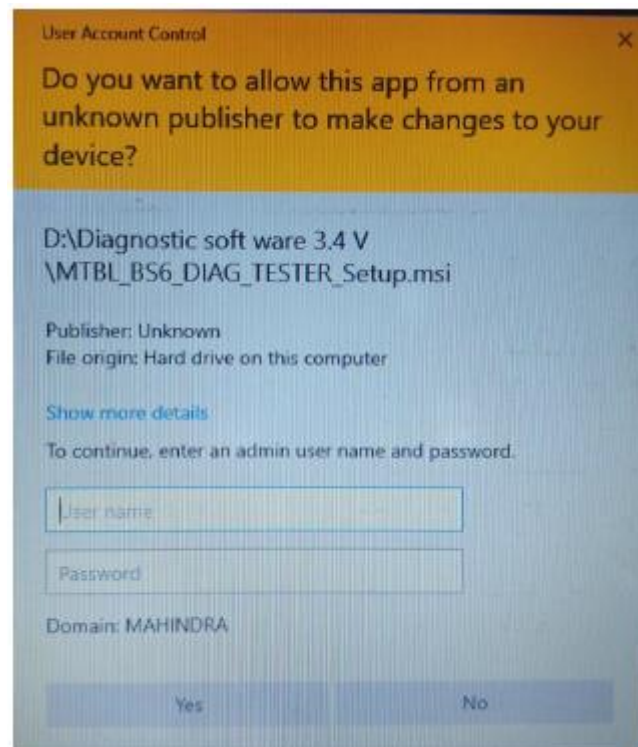 User Account Control
Do you want to allow this app from an
unknown publisher to make changes to your
device?
D:\Diagnostic soft ware 3.4 V
\MTBL_BS6_DIAG_TESTER_Setup.msi
Publisher: Unknown
File origin: Hard drive on this computer
Show more details
To continue, enter an admin user name and password.
User name
Password
Domain: MAHINDRA
Yes
No